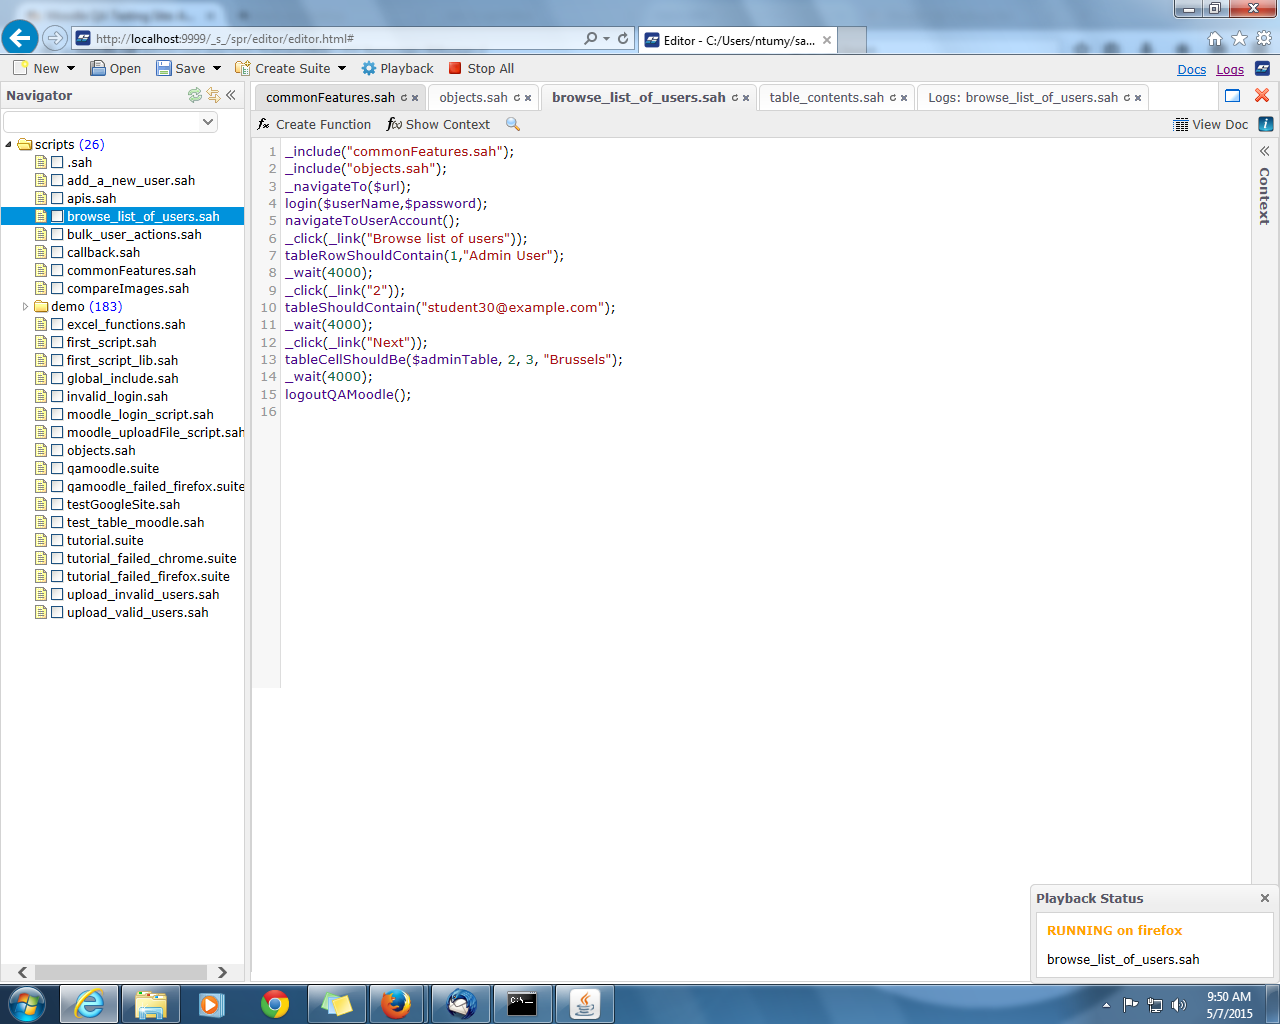 http://localhost:9999/_s_/spr/editor/editor.html#
Editor - C:/Users/ntumy/sa...
New Open Save Create Suite Playback Stop All Docs Logs
Navigator
commonFeatures.sah objects.sah browse_list_of_users.sah table_contents.sah Logs: browse_list_of_users.sah
Create Function Show Context View Doc
scripts (26)
.sah
add_a_new_user.sah
apis.sah
browse_list_of_users.sah
bulk_user_actions.sah
callback.sah
commonFeatures.sah
compareImages.sah
demo (183)
excel_functions.sah
first_script.sah
first_script_lib.sah
global_include.sah
invalid_login.sah
moodle_login_script.sah
moodle_uploadFile_script.sah
objects.sah
qamoodle.suite
qamoodle_failed_firefox.suite
testGoogleSite.sah
test_table_moodle.sah
tutorial.suite
tutorial_failed_chrome.suite
tutorial_failed_firefox.suite
upload_invalid_users.sah
upload_valid_users.sah
1 _include("commonFeatures.sah");
2 _include("objects.sah");
3 _navigateTo($url);
4 login($userName,$password);
5 navigateToUserAccount();
6 _click(_link("Browse list of users"));
7 tableRowShouldContain(1,"Admin User");
8 _wait(4000);
9 _click(_link("2"));
10 tableShouldContain("student30@example.com");
11 _wait(4000);
12 _click(_link("Next"));
13 tableCellShouldBe($adminTable, 2, 3, "Brussels");
14 _wait(4000);
15 logoutQAMoodle();
16
Context
Playback Status
RUNNING on firefox
browse_list_of_users.sah
9:50 AM
5/7/2015